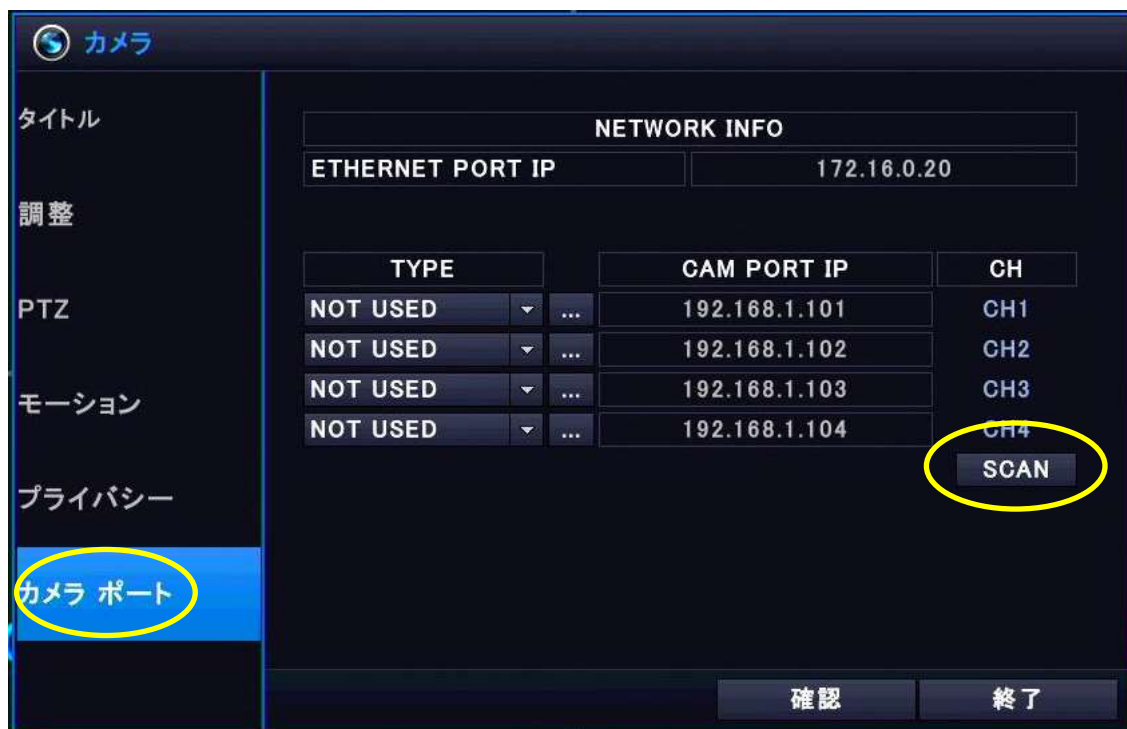 カメラ
タイトル
調整
PTZ
モーション
プライバシー
カメラ ポート
NETWORK INFO
ETHERNET PORT IP 172.16.0.20
TYPE CAM PORT IP CH
NOT USED ... 192.168.1.101 CH1
NOT USED ... 192.168.1.102 CH2
NOT USED ... 192.168.1.103 CH3
NOT USED ... 192.168.1.104 CH4
SCAN
確認 終了